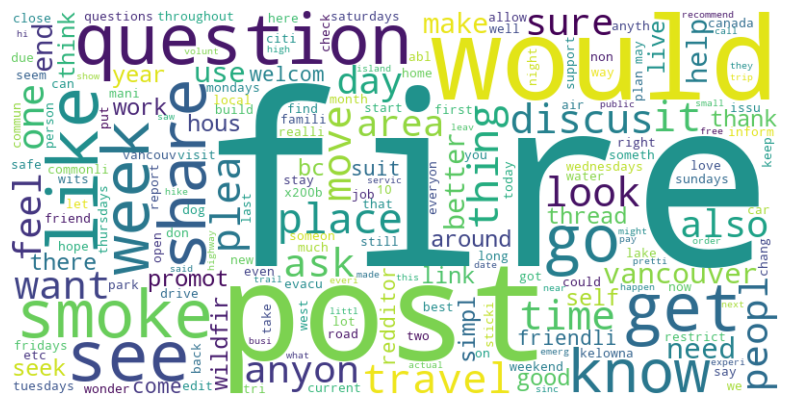 fire
post
would
question
like
share
week
smoke
see
get
go
know
look
sure
discus
it
travel
place
day
move
area
thing
time
vancouver
also
peopl
need
want
feel
one
end
use
year
work
hous
welcom
think
there
plea
ask
anyon
around
better
link
thread
self
friendli
good
simpl
wildfir
redditor
promot
seek
come
make
live
help
thank
bc
suit
close
questions
throughout
here
saturdays
hi
citi
due
high
check
allow
well
canada
recommend
call
seem
volunt
abl
anyth
non
plan may
support
they
trip
can
show
island
way
home
night
mani
mondays
local
build
month
start
first
air
public
small
issu
commun
person
put
saw
find
famili
realli
leav
you
right
free
inform
someth
keep
safe
commonli
vancouv
visit
stay
job
servic
10
everyon
today
wednesdays
water
love
sundays
wits
report
hike
x200b
that
let
thursdays
friend
dog
last
someon
much
still
long
car
might
pay
order
pretti
chang
hope
don
open
said
highway
new
even
evacu
trail
made
everi
this
date
got
could
lake
now
happen
near
next
park
drive
littl
lot
road
best
two
on
sticki
weekend
kelowna
emerg
restrict
say
we
fridays
etc
back
take
busi
what
west
tuesdays
wonder
edit
tri
current
actual
sinc
experi